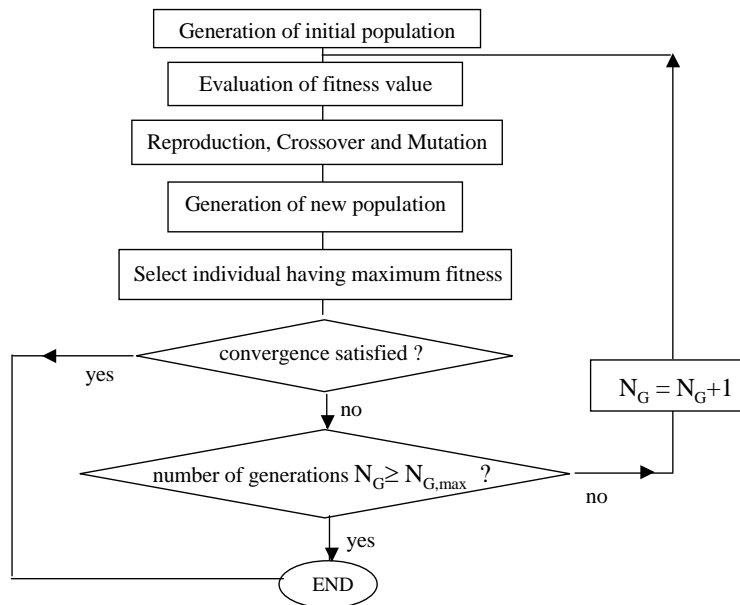 Generation of initial population
Evaluation of fitness value
Reproduction, Crossover and Mutation
Generation of new population
Select individual having maximum fitness
convergence satisfied ?
yes
N_G = N_G+1
no
number of generations N_G ≥ N_G,max ?
no
yes
END